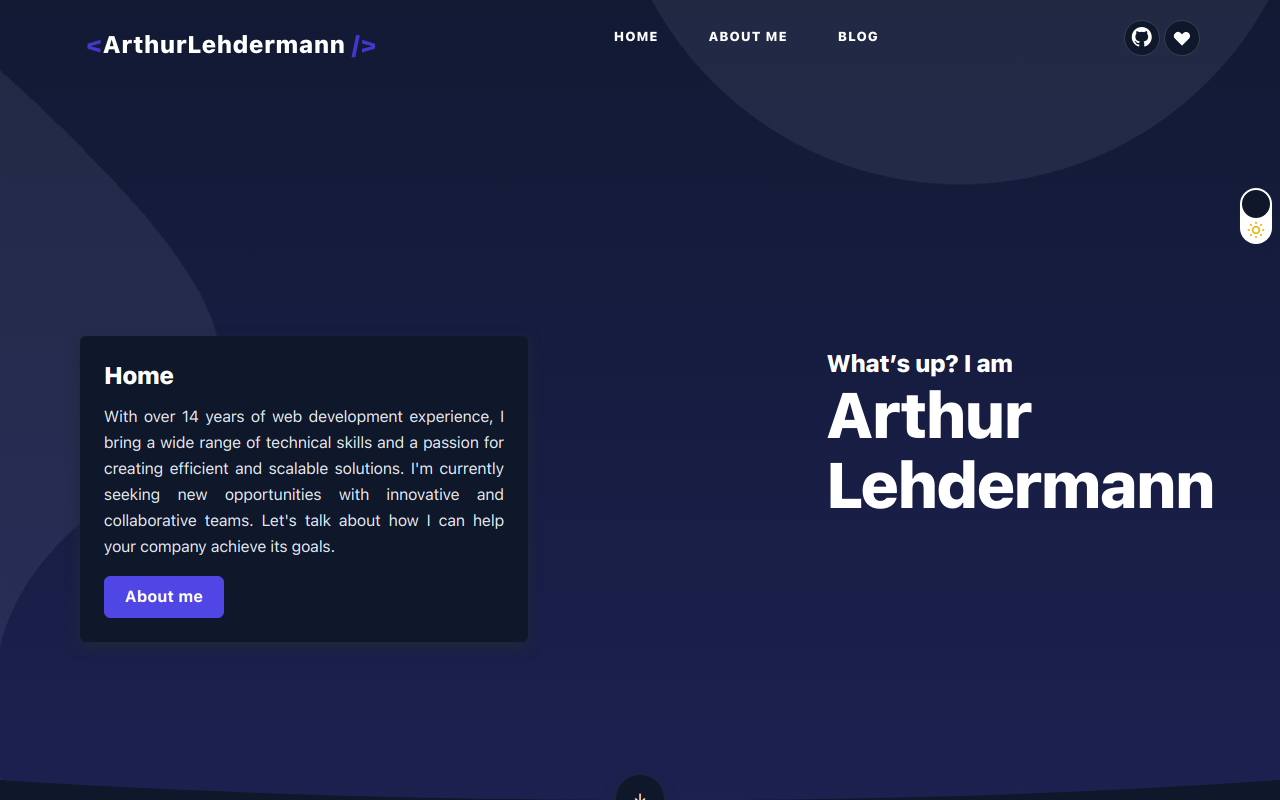 <ArthurLehdermann />
HOME ABOUT ME BLOG
Home
With over 14 years of web development experience, I
bring a wide range of technical skills and a passion for
creating efficient and scalable solutions. I'm currently
seeking new opportunities with innovative and
collaborative teams. Let's talk about how I can help
your company achieve its goals.
About me
What’s up? I am
Arthur
Lehdermann